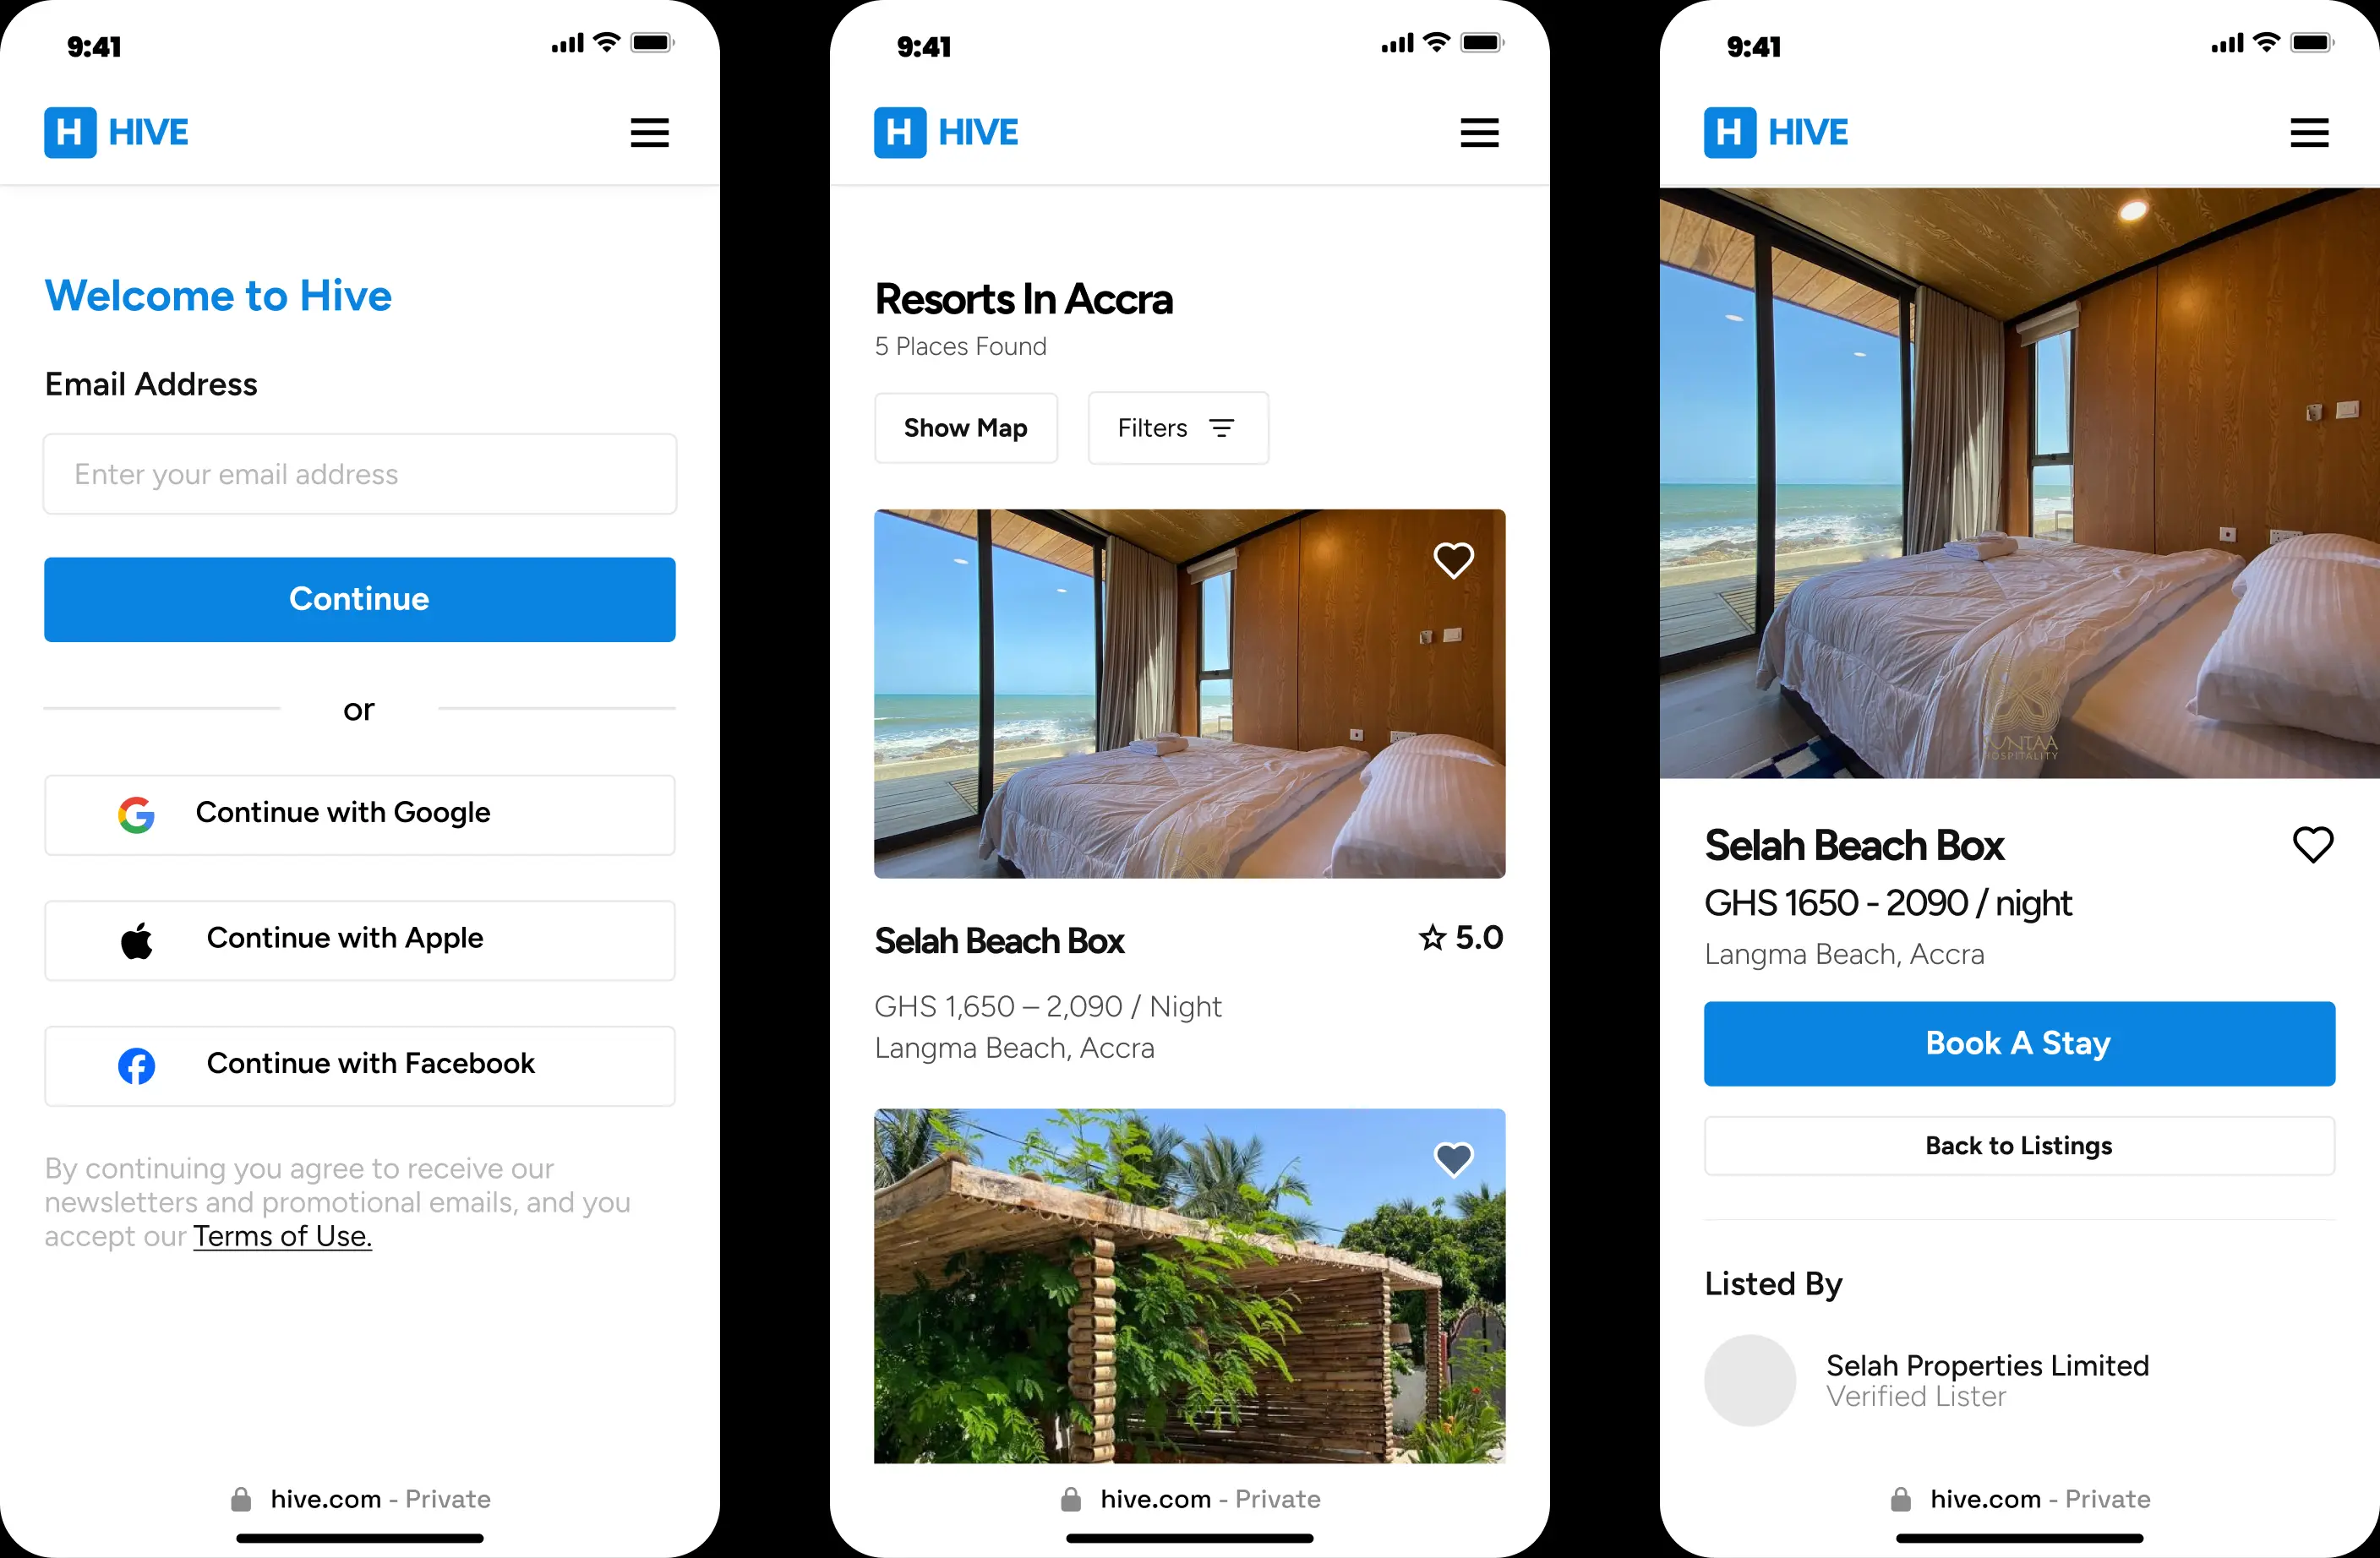 9:41
H HIVE
Welcome to Hive
Email Address
Enter your email address
Continue
or
Continue with Google
Continue with Apple
Continue with Facebook
By continuing you agree to receive our
newsletters and promotional emails, and you
accept our Terms of Use.
hive.com - Private
9:41
H HIVE
Resorts In Accra
5 Places Found
Show Map
Filters
Selah Beach Box
5.0
GHS 1,650 – 2,090 / Night
Langma Beach, Accra
hive.com - Private
9:41
H HIVE
HOSPITALITY
Selah Beach Box
GHS 1650 - 2090 / night
Langma Beach, Accra
Book A Stay
Back to Listings
Listed By
Selah Properties Limited
Verified Lister
hive.com - Private